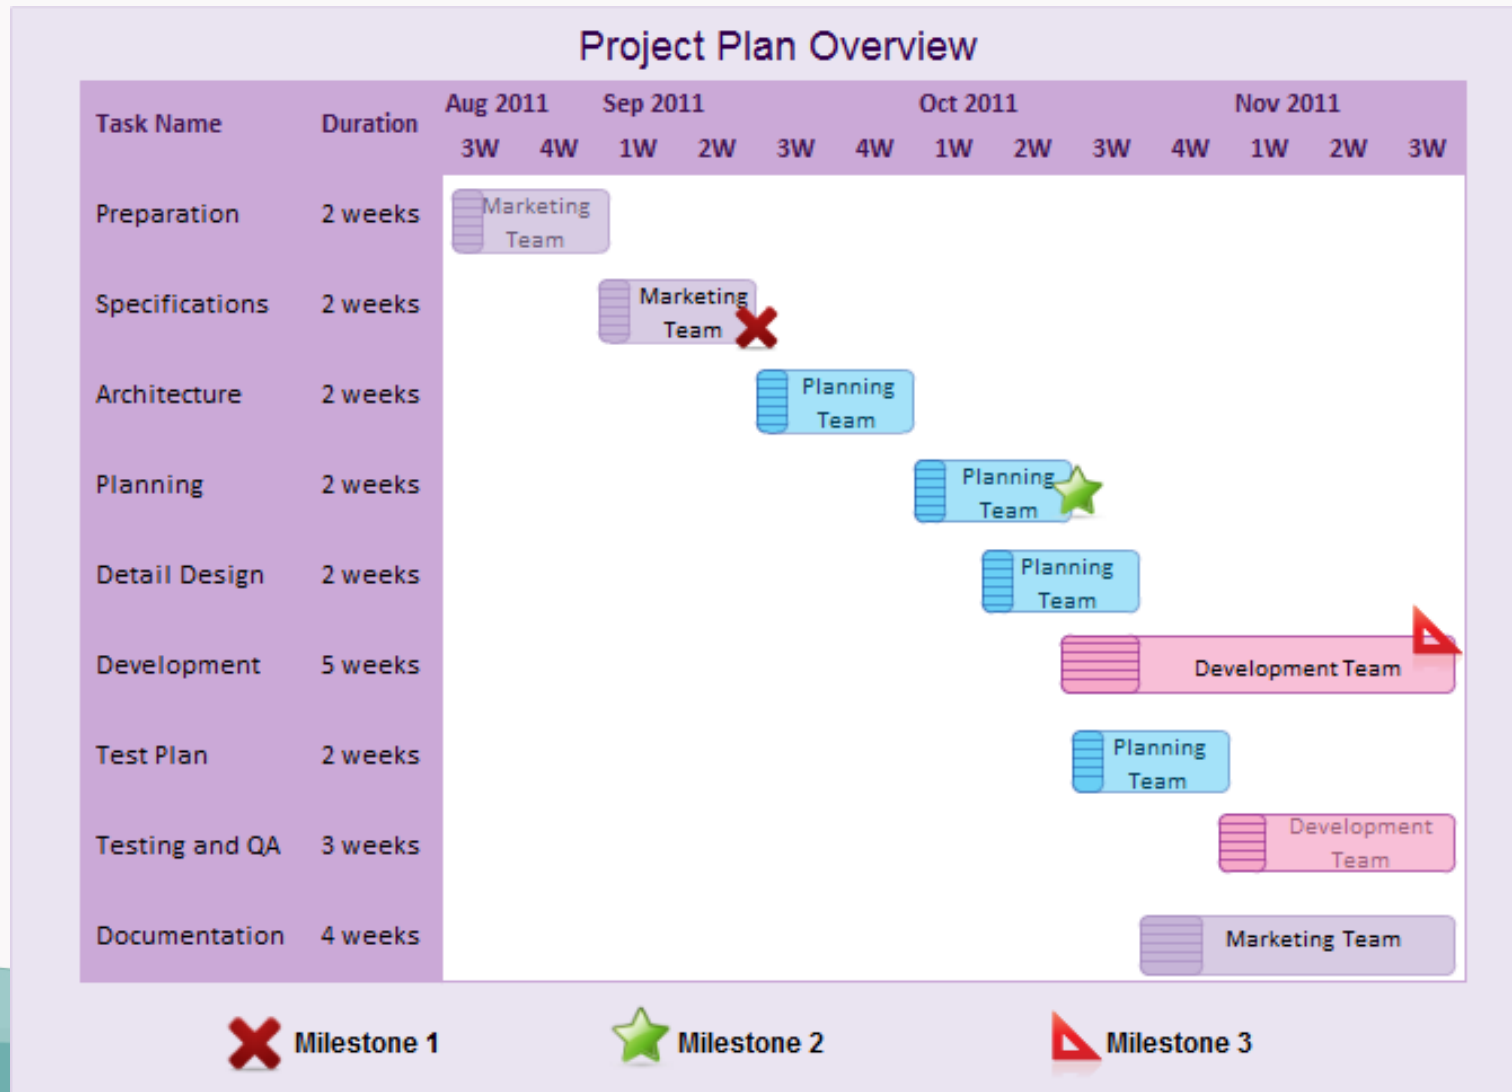 Project Plan Overview
Task Name Duration Aug 2011 Sep 2011 Oct 2011 Nov 2011
3W 4W 1W 2W 3W 4W 1W 2W 3W 4W 1W 2W 3W
Preparation 2 weeks Marketing
Team
Specifications 2 weeks Marketing
Team
Architecture 2 weeks Planning
Team
Planning 2 weeks Planning
Team
Detail Design 2 weeks Planning
Team
Development 5 weeks Development Team
Test Plan 2 weeks Planning
Team
Testing and QA 3 weeks Development
Team
Documentation 4 weeks Marketing Team
Milestone 1 Milestone 2 Milestone 3